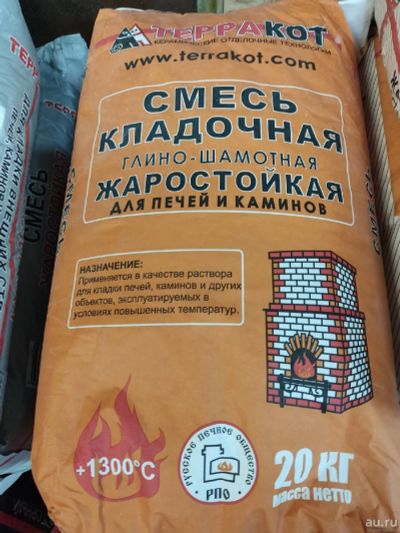 ТЕРРАКОТ
КЕРАМИЧЕСКИЕ ОТДЕЛОЧНЫЕ ТЕХНОЛОГИИ
www.terrakot.com
СМЕСЬ
КЛАДОЧНАЯ
ГЛИНО-ШАМОТНАЯ
ЖАРОСТОЙКАЯ
ДЛЯ ПЕЧЕЙ И КАМИНОВ
НАЗНАЧЕНИЕ:
Применяется в качестве раствора
для кладки печей, каминов и других
объектов, эксплуатируемых в
условиях повышенных температур.
+1300°C
РУССКОЕ ПЕЧНОЕ ОБЩЕСТВО
РПО
20 КГ
масса нетто
СМЕСЬ
au.ru